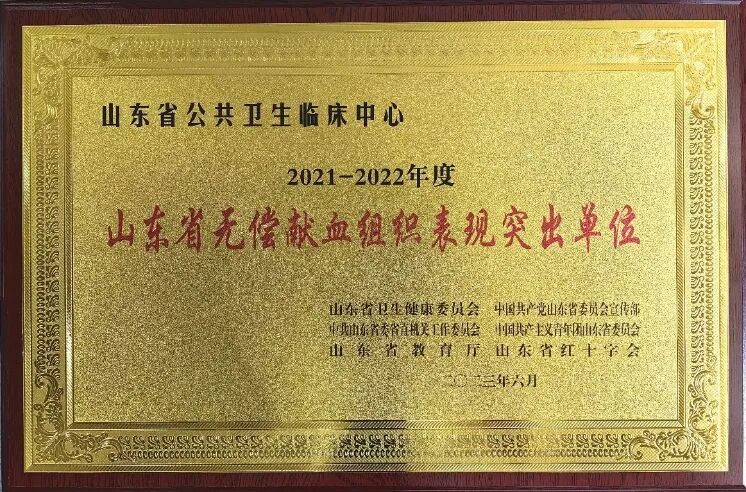 山东省公共卫生临床中心
2021-2022年度
山东省无偿献血组织表现突出单位
山东省卫生健康委员会 中国共产党山东省委员会宣传部
中共山东省委省直机关工作委员会 中国共产主义青年团山东省委员会
山东省教育厅 山东省红十字会
二〇二三年六月